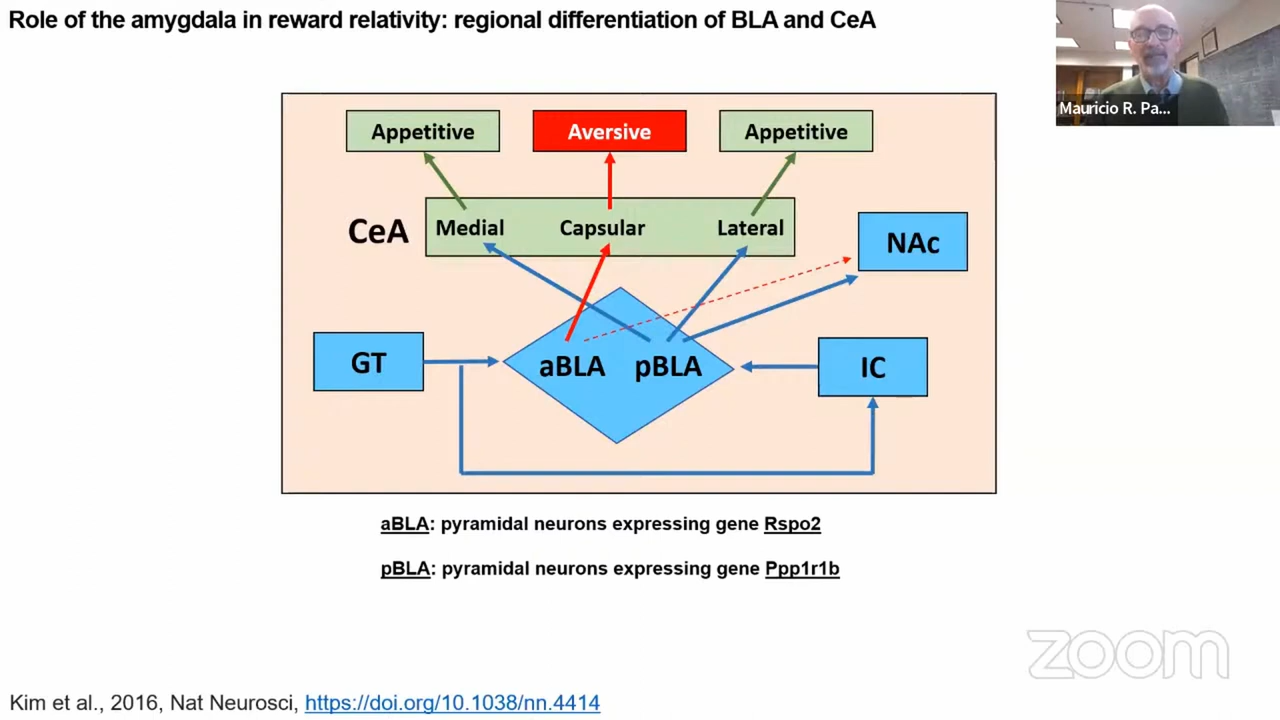 Role of the amygdala in reward relativity: regional differentiation of BLA and CeA
Mauricio R. Pa...
Appetitive
Aversive
Appetitive
CeA
Medial
Capsular
Lateral
NAc
GT
aBLA
pBLA
IC
aBLA: pyramidal neurons expressing gene Rspo2
pBLA: pyramidal neurons expressing gene Ppp1r1b
zoom
Kim et al., 2016, Nat Neurosci, https://doi.org/10.1038/nn.4414